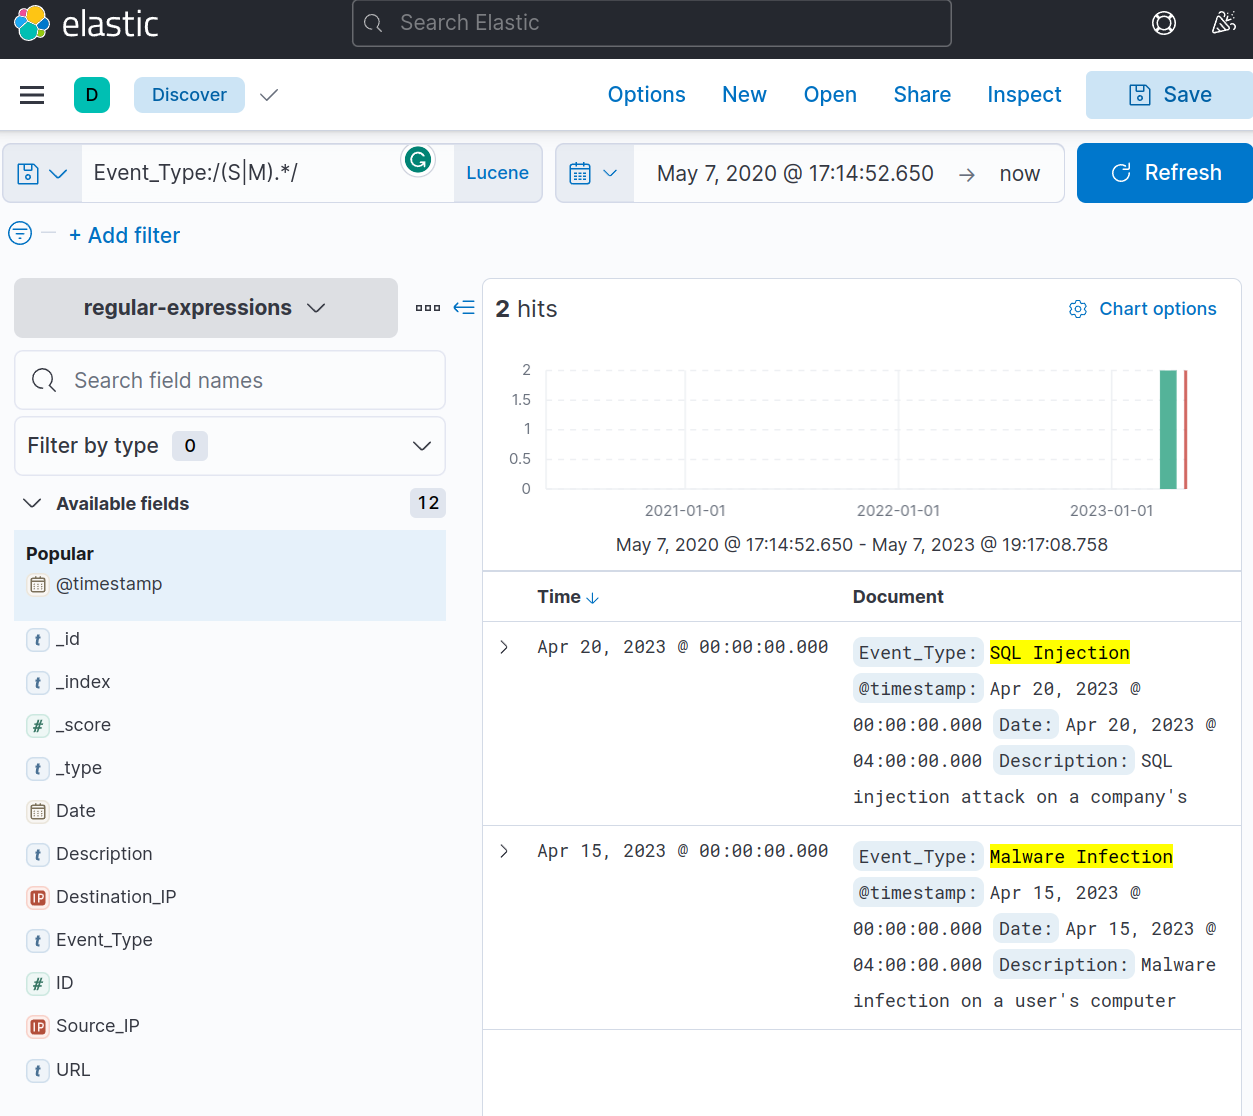 elastic
Search Elastic
D
Discover
Options
New
Open
Share
Inspect
Save
Event_Type:/(S|M).*/
Lucene
May 7, 2020 @ 17:14:52.650 → now
Refresh
+ Add filter
regular-expressions
Search field names
Filter by type 0
Available fields 12
Popular
@timestamp
t _id
t _index
# _score
t _type
Date
t Description
IP Destination_IP
t Event_Type
# ID
IP Source_IP
t URL
2 hits
Chart options
2
1.5
1
0.5
0
2021-01-01 2022-01-01 2023-01-01
May 7, 2020 @ 17:14:52.650 - May 7, 2023 @ 19:17:08.758
Time ↓ Document
Apr 20, 2023 @ 00:00:00.000
Event_Type: SQL Injection
@timestamp: Apr 20, 2023 @
00:00:00.000 Date: Apr 20, 2023 @
04:00:00.000 Description: SQL
injection attack on a company's
Apr 15, 2023 @ 00:00:00.000
Event_Type: Malware Infection
@timestamp: Apr 15, 2023 @
00:00:00.000 Date: Apr 15, 2023 @
04:00:00.000 Description: Malware
infection on a user's computer